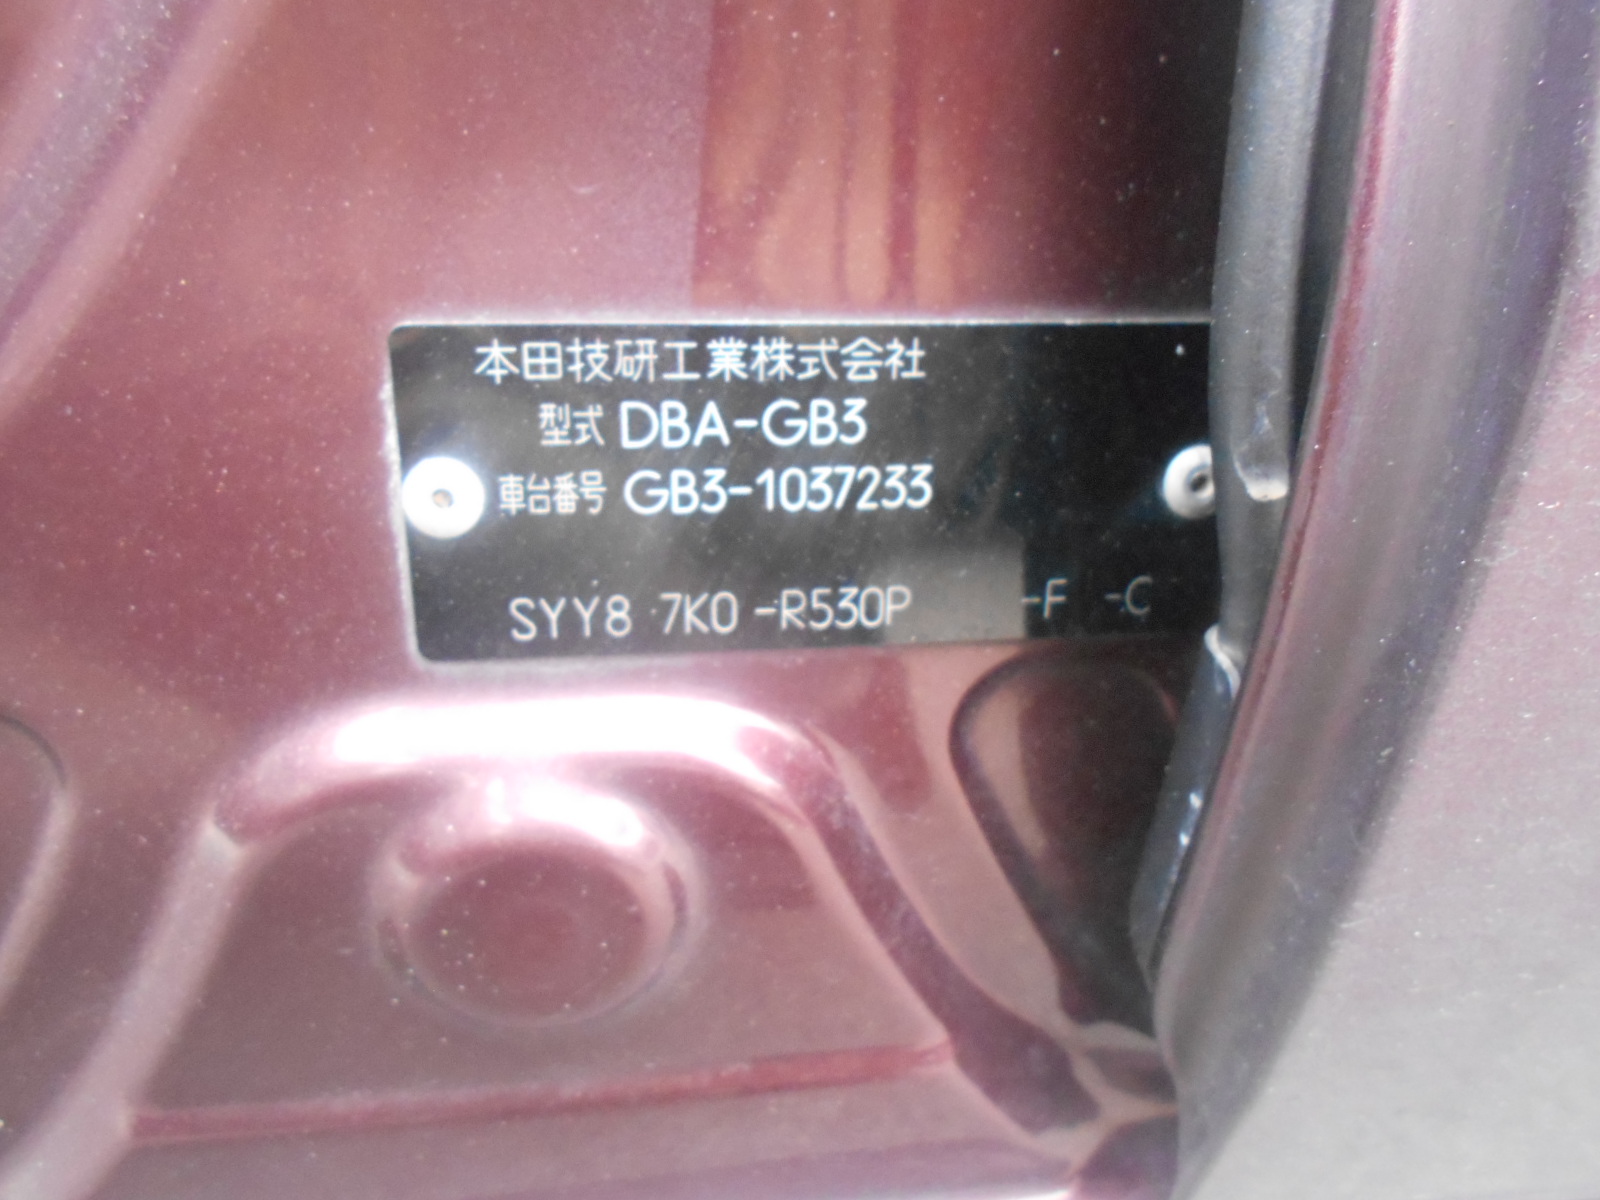 本田技研工業株式会社
型式 DBA-GB3
車台番号 GB3-1037233
SYY8 7K0 -R530P -F -C